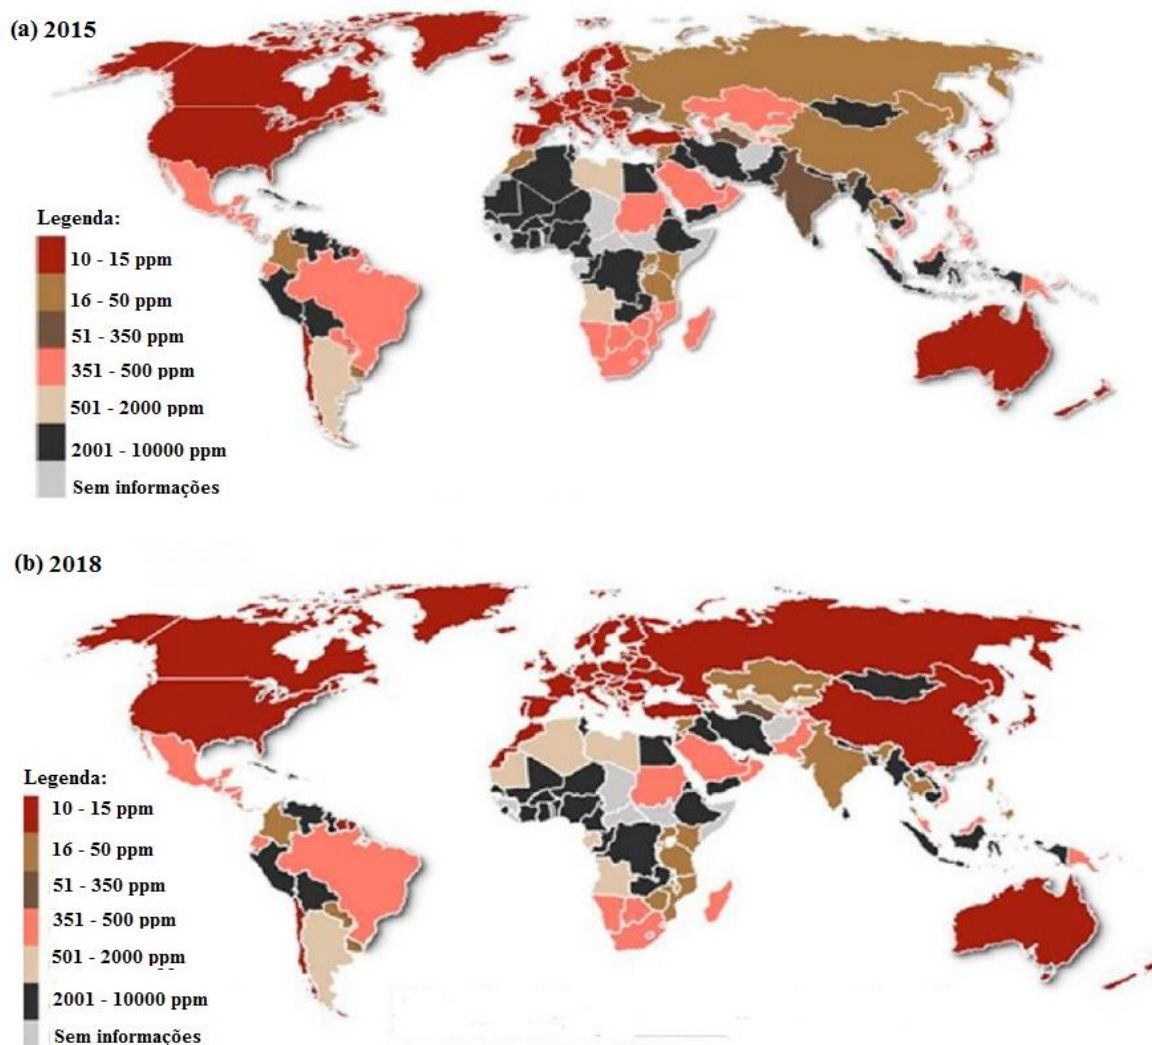 (a) 2015
Legenda:
10 - 15 ppm
16 - 50 ppm
51 - 350 ppm
351 - 500 ppm
501 - 2000 ppm
2001 - 10000 ppm
Sem informações
(b) 2018
Legenda:
10 - 15 ppm
16 - 50 ppm
51 - 350 ppm
351 - 500 ppm
501 - 2000 ppm
2001 - 10000 ppm
Sem informações